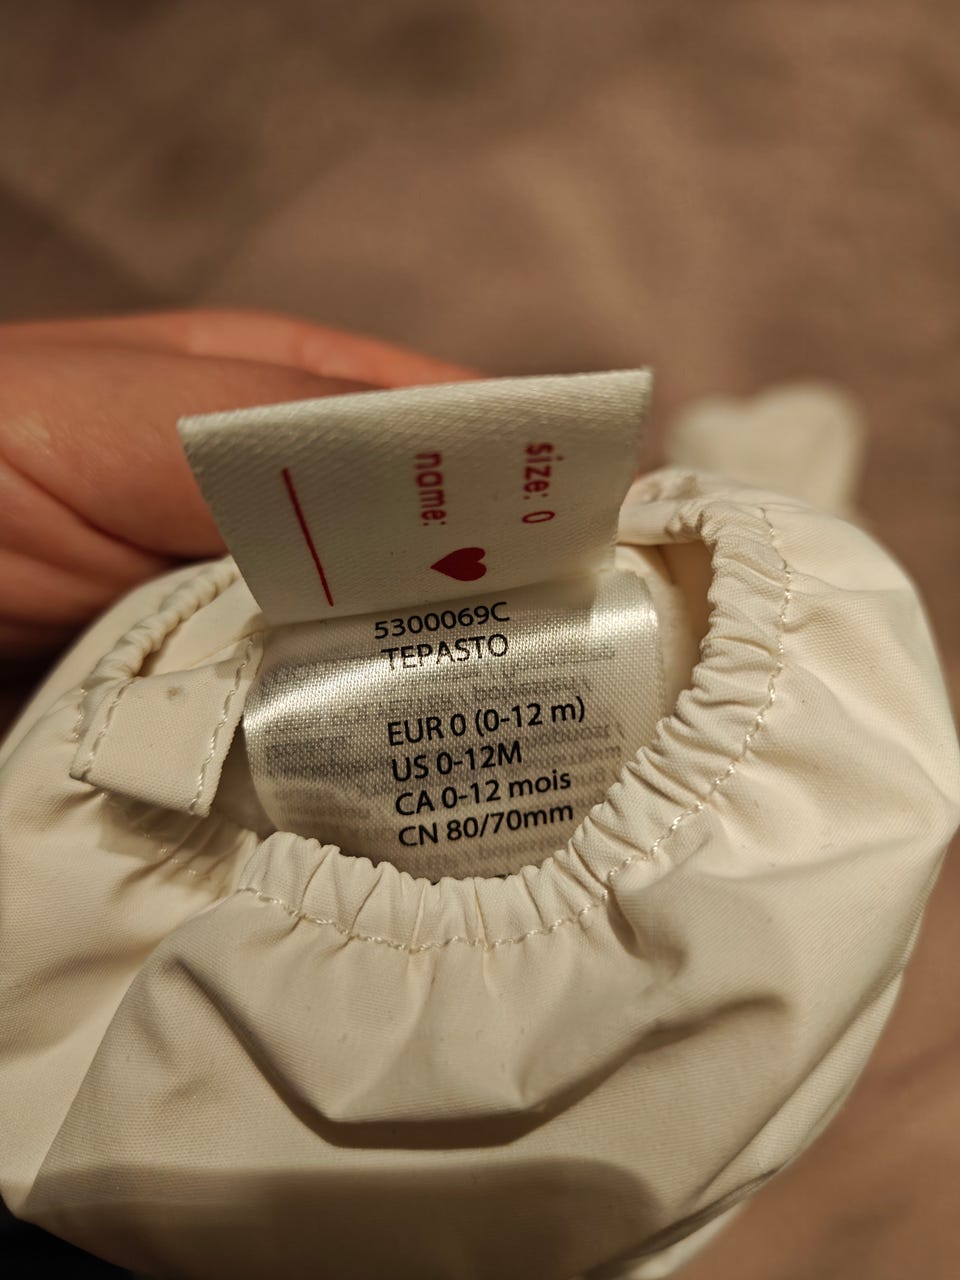 size: 0
name:
5300069C
TEPASTO
EUR 0 (0-12 m)
US 0-12M
CA 0-12 mois
CN 80/70mm